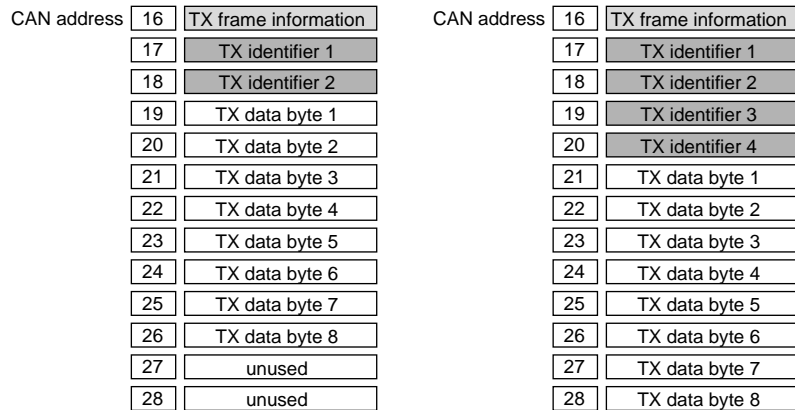 CAN address 16 TX frame information CAN address 16 TX frame information
17 TX identifier 1 17 TX identifier 1
18 TX identifier 2 18 TX identifier 2
19 TX data byte 1 19 TX identifier 3
20 TX data byte 2 20 TX identifier 4
21 TX data byte 3 21 TX data byte 1
22 TX data byte 4 22 TX data byte 2
23 TX data byte 5 23 TX data byte 3
24 TX data byte 6 24 TX data byte 4
25 TX data byte 7 25 TX data byte 5
26 TX data byte 8 26 TX data byte 6
27 unused 27 TX data byte 7
28 unused 28 TX data byte 8